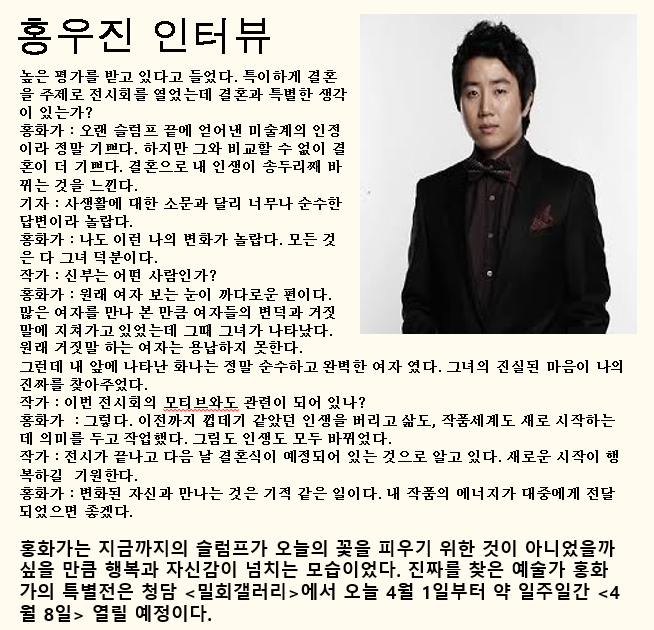 홍우진 인터뷰
높은 평가를 받고 있다고 들었다. 특이하게 결혼
을 주제로 전시회를 열었는데 결혼과 특별한 생각
이 있는가?
홍화가 : 오랜 슬럼프 끝에 얻어낸 미술계의 인정
이라 정말 기쁘다. 하지만 그와 비교할 수 없이 결
혼이 더 기쁘다. 결혼으로 내 인생이 송두리째 바
뀌는 것을 느낀다.
기자 : 사생활에 대한 소문과 달리 너무나 순수한
답변이라 놀랍다.
홍화가 : 나도 이런 나의 변화가 놀랍다. 모든 것
은 다 그녀 덕분이다.
작가 : 신부는 어떤 사람인가?
홍화가 : 원래 여자 보는 눈이 까다로운 편이다.
많은 여자를 만나 본 만큼 여자들의 변덕과 거짓
말에 지쳐가고 있었는데 그때 그녀가 나타났다.
원래 거짓말 하는 여자는 용납하지 못한다.
그런데 내 앞에 나타난 화나는 정말 순수하고 완벽한 여자 였다. 그녀의 진실된 마음이 나의
진짜를 찾아주었다.
작가 : 이번 전시회의 모티브와도 관련이 되어 있나?
홍화가 : 그렇다. 이전까지 껍데기 같았던 인생을 버리고 삶도, 작품세계도 새로 시작하는
데 의미를 두고 작업했다. 그림도 인생도 모두 바뀌었다.
작가 : 전시가 끝나고 다음 날 결혼식이 예정되어 있는 것으로 알고 있다. 새로운 시작이 행
복하길 기원한다.
홍화가 : 변화된 자신과 만나는 것은 기적 같은 일이다. 내 작품의 에너지가 대중에게 전달
되었으면 좋겠다.
홍화가는 지금까지의 슬럼프가 오늘의 꽃을 피우기 위한 것이 아니었을까
싶을 만큼 행복과 자신감이 넘치는 모습이었다. 진짜를 찾은 예술가 홍화
가의 특별전은 청담 <밀회갤러리>에서 오늘 4월 1일부터 약 일주일간 <4
월 8일> 열릴 예정이다.